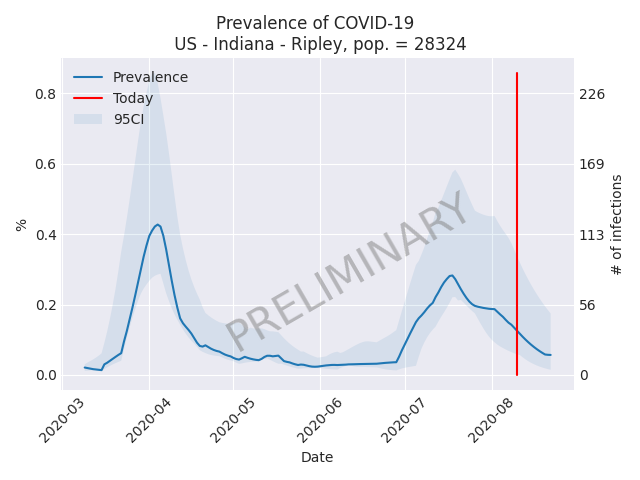 Prevalence of COVID-19
US - Indiana - Ripley, pop. = 28324
Prevalence
Today
95CI
PRELIMINARY
%
0.8
0.6
0.4
0.2
0.0
226
169
113
56
0
# of infections
2020-03
2020-04
2020-05
2020-06
2020-07
2020-08
Date